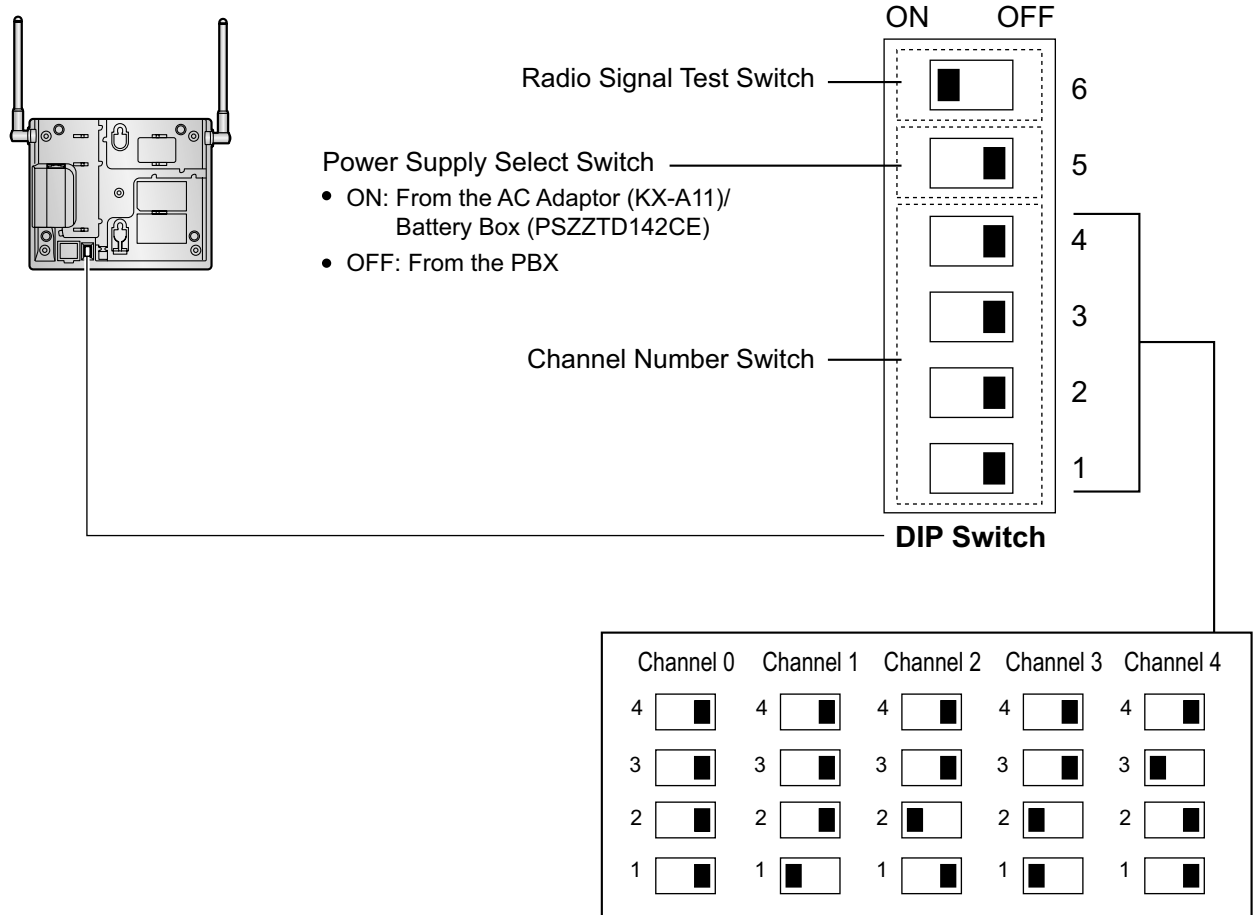 ON OFF
Radio Signal Test Switch
6
Power Supply Select Switch
5
• ON: From the AC Adaptor (KX-A11)/
Battery Box (PSZZTD142CE)
• OFF: From the PBX
4
3
Channel Number Switch
2
1
DIP Switch
Channel 0 Channel 1 Channel 2 Channel 3 Channel 4
4 4 4 4 4
3 3 3 3 3
2 2 2 2 2
1 1 1 1 1